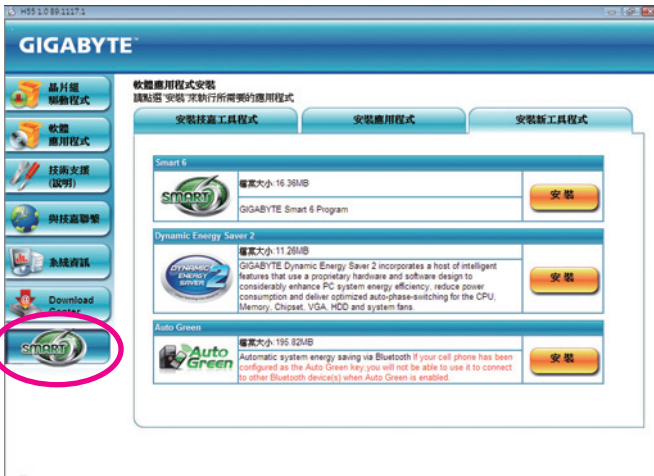 H55 1.0 B9.1117.1
GIGABYTE™
晶片組
驅動程式
軟體
應用程式
技術支援
(說明)
與技嘉聯繫
系統資訊
Download
Center
SMART 6
軟體應用程式安裝
請點選"安裝"來執行所需要的應用程式
安裝技嘉工具程式
安裝應用程式
安裝新工具程式
Smart 6
SMART 6
檔案大小:16.36MB
GIGABYTE Smart 6 Program
安裝
Dynamic Energy Saver 2
DYNAMIC
ENERGY
SAVER 2
檔案大小:11.26MB
GIGABYTE Dynamic Energy Saver 2 incorporates a host of intelligent
features that use a proprietary hardware and software design to
considerably enhance PC system energy efficiency, reduce power
consumption and deliver optimized auto-phase-switching for the CPU,
Memory, Chipset, VGA, HDD and system fans.
安裝
Auto Green
Auto
Green
檔案大小:195.82MB
Automatic system energy saving via Bluetooth If your cell phone has been
configured as the Auto Green key,you will not be able to use it to connect
to other Bluetooth device(s) when Auto Green is enabled.
安裝